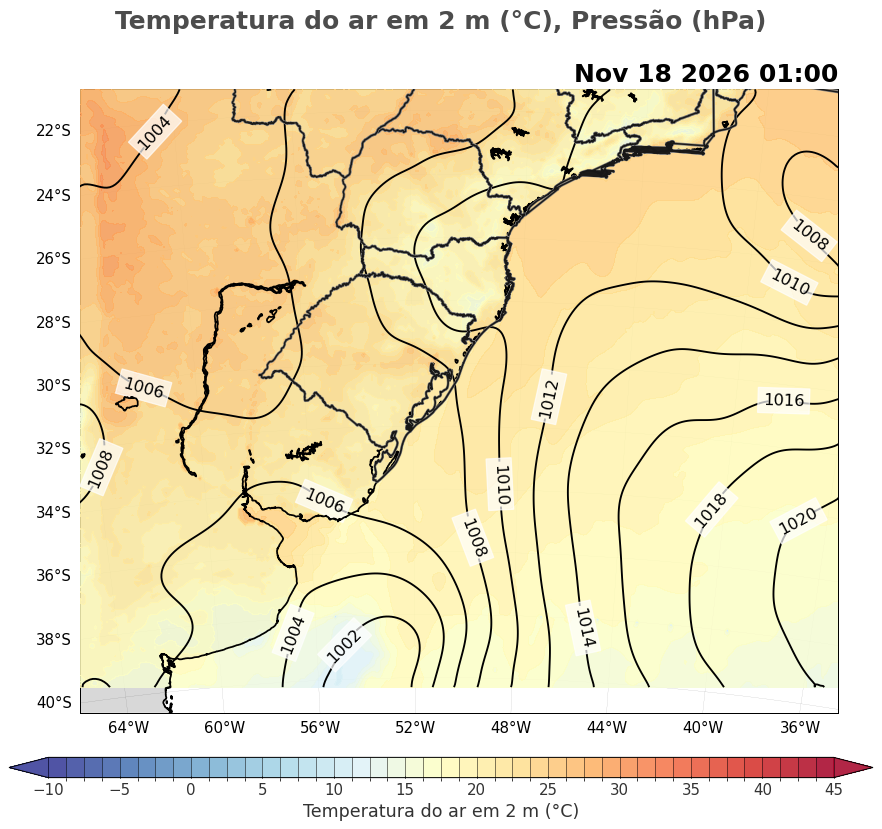 Temperatura do ar em 2 m (°C), Pressão (hPa)
Nov 18 2026 01:00
22°S
24°S
26°S
28°S
30°S
32°S
34°S
36°S
38°S
40°S
1004
1008
1010
1006
1012
1016
1008
1010
1006
1018
1020
1008
1004
1002
1014
64°W 60°W 56°W 52°W 48°W 44°W 40°W 36°W
−10 −5 0 5 10 15 20 25 30 35 40 45
Temperatura do ar em 2 m (°C)